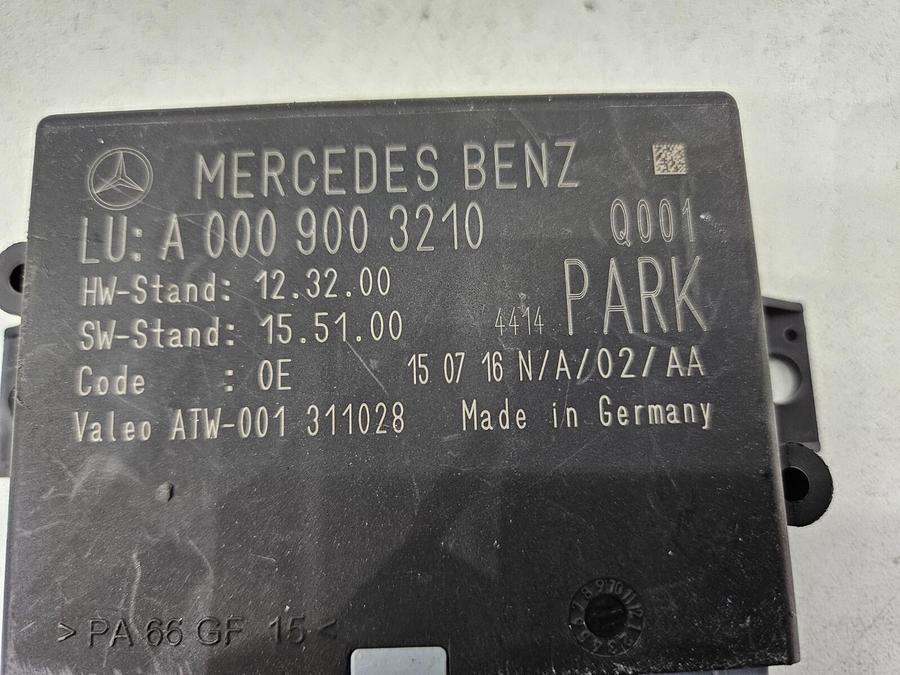 MERCEDES BENZ
LU: A 000 900 3210 Q001
HW-Stand: 12.32.00
SW-Stand: 15.51.00 4414 PARK
Code : 0E 15 07 16 N/A/02/AA
Valeo ATW-001 311028 Made in Germany
>PA 66 GF 15<